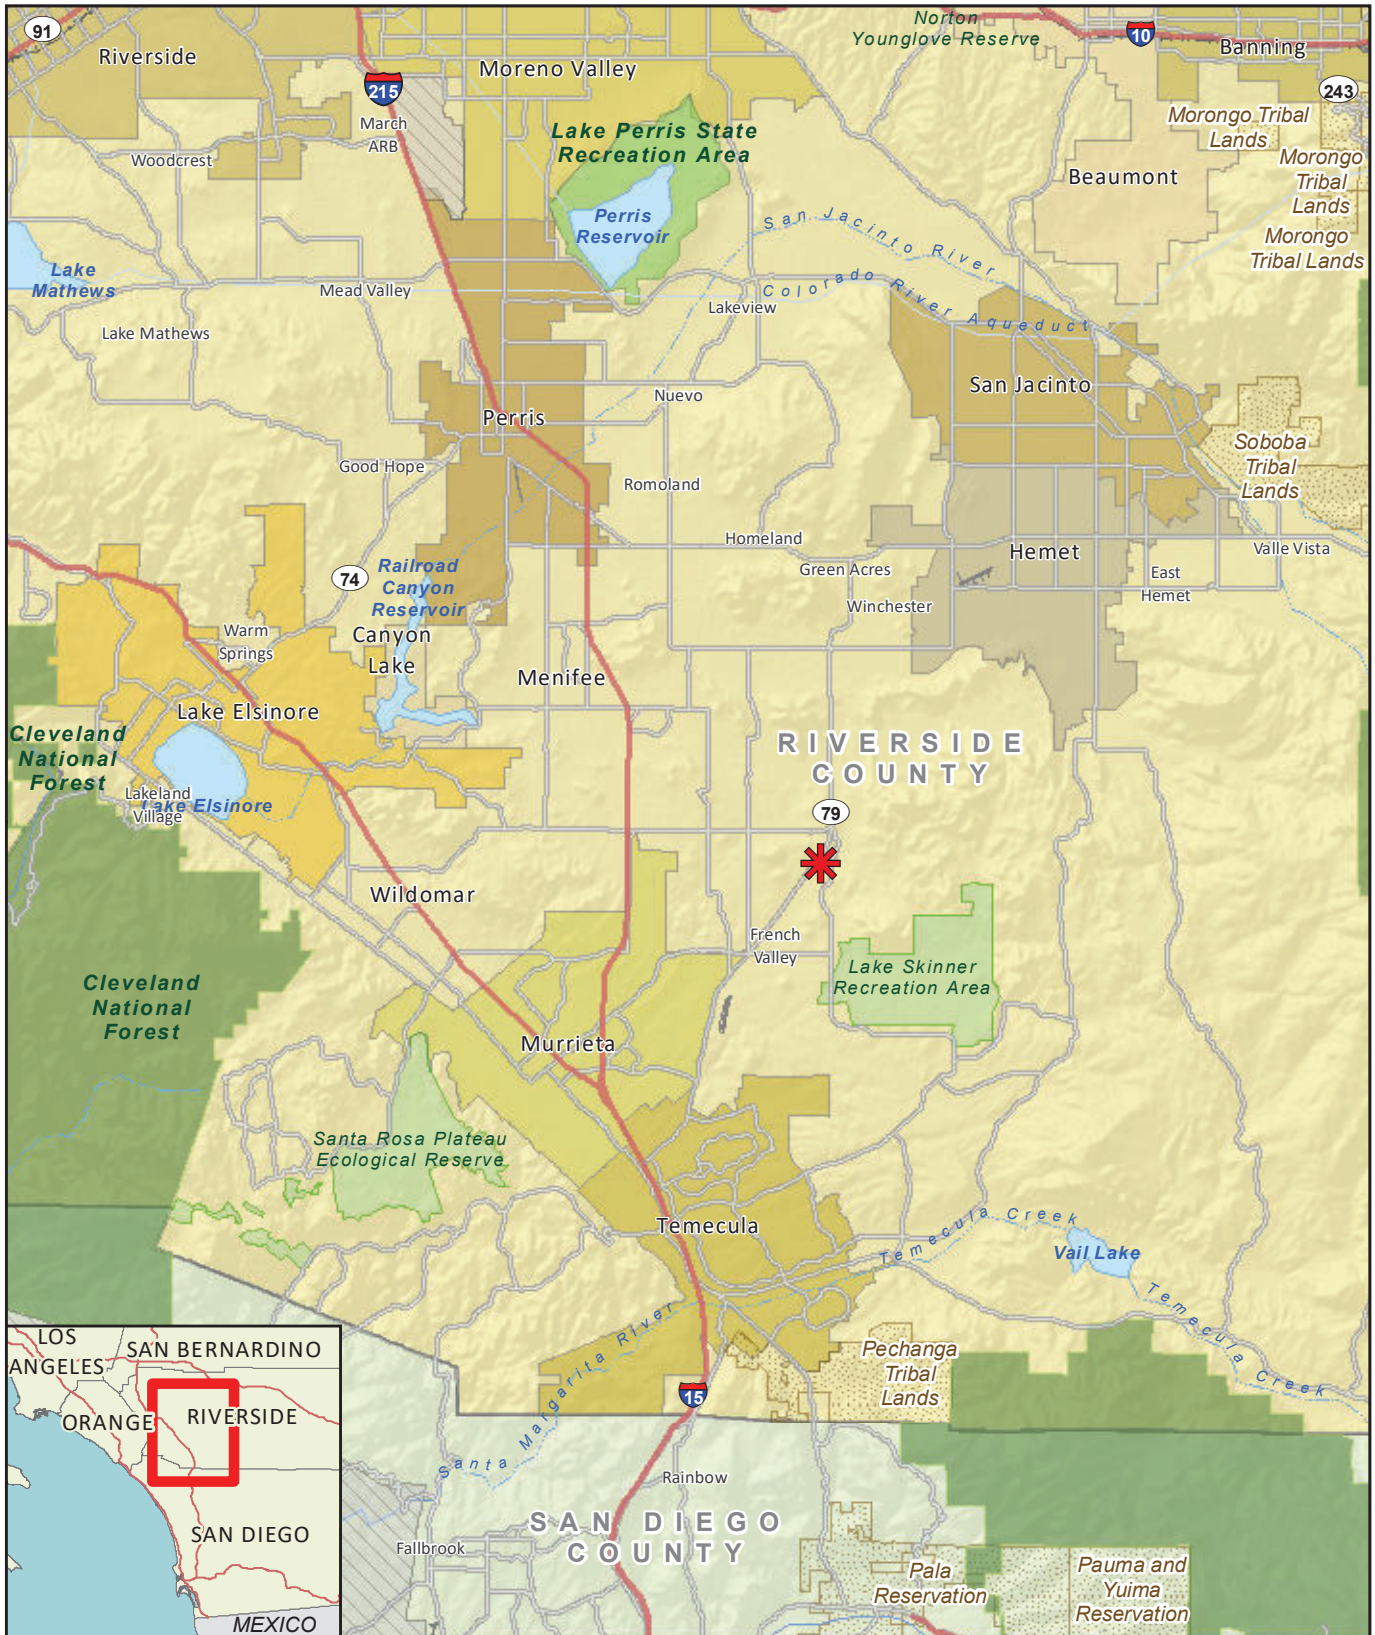 91
Riverside
215
March
ARB
Moreno Valley
Norton
Younglove Reserve
10
Banning
243
Morongo Tribal
Lands
Morongo
Tribal
Lands
Morongo
Tribal Lands
Woodcrest
Lake Perris State
Recreation Area
Perris
Reservoir
Beaumont
San Jacinto River
Colorado River Aqueduct
Lake
Mathews
Mead Valley
Lakeview
Lake Mathews
San Jacinto
Nuevo
Perris
Good Hope
Romoland
Soboba
Tribal
Lands
Homeland
Hemet
Valle Vista
Green Acres
East
Hemet
Winchester
74
Railroad
Canyon
Reservoir
Canyon
Lake
Warm
Springs
Menifee
Lake Elsinore
Cleveland
National
Forest
Lakeland
Village
Lake Elsinore
RIVERSIDE
COUNTY
79
Wildomar
French
Valley
Lake Skinner
Recreation Area
Cleveland
National
Forest
Murrieta
Santa Rosa Plateau
Ecological Reserve
Temecula
Temecula Creek
Vail Lake
Temecula Creek
Santa Margarita River
Pechanga
Tribal
Lands
15
Rainbow
SAN DIEGO
COUNTY
Fallbrook
Pala
Reservation
Pauma and
Yuima
Reservation
LOS
ANGELES
SAN BERNARDINO
ORANGE
RIVERSIDE
SAN DIEGO
MEXICO